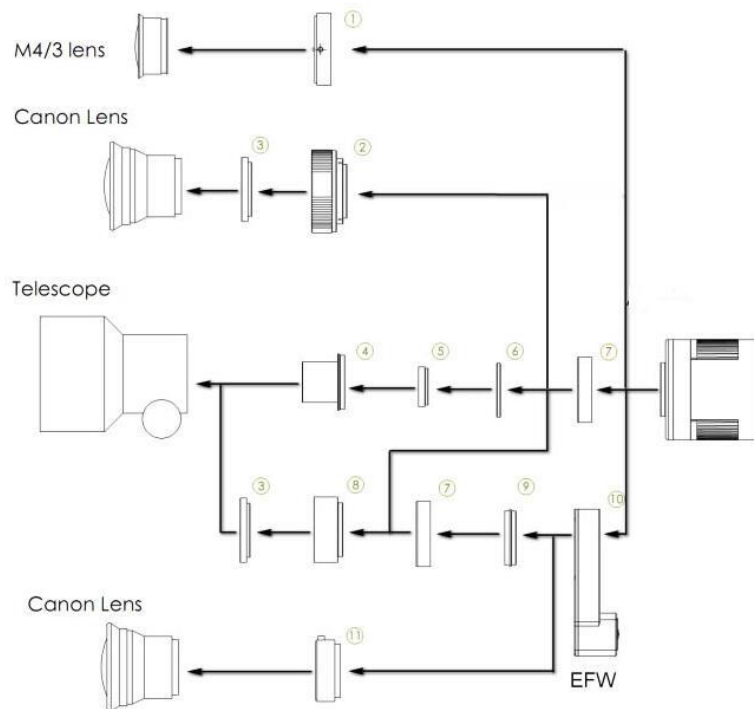 ①
M4/3 lens
Canon Lens
③ ②
Telescope
④ ⑤ ⑥ ⑦
③ ⑧ ⑦ ⑨ ⑩
Canon Lens
⑪
EFW